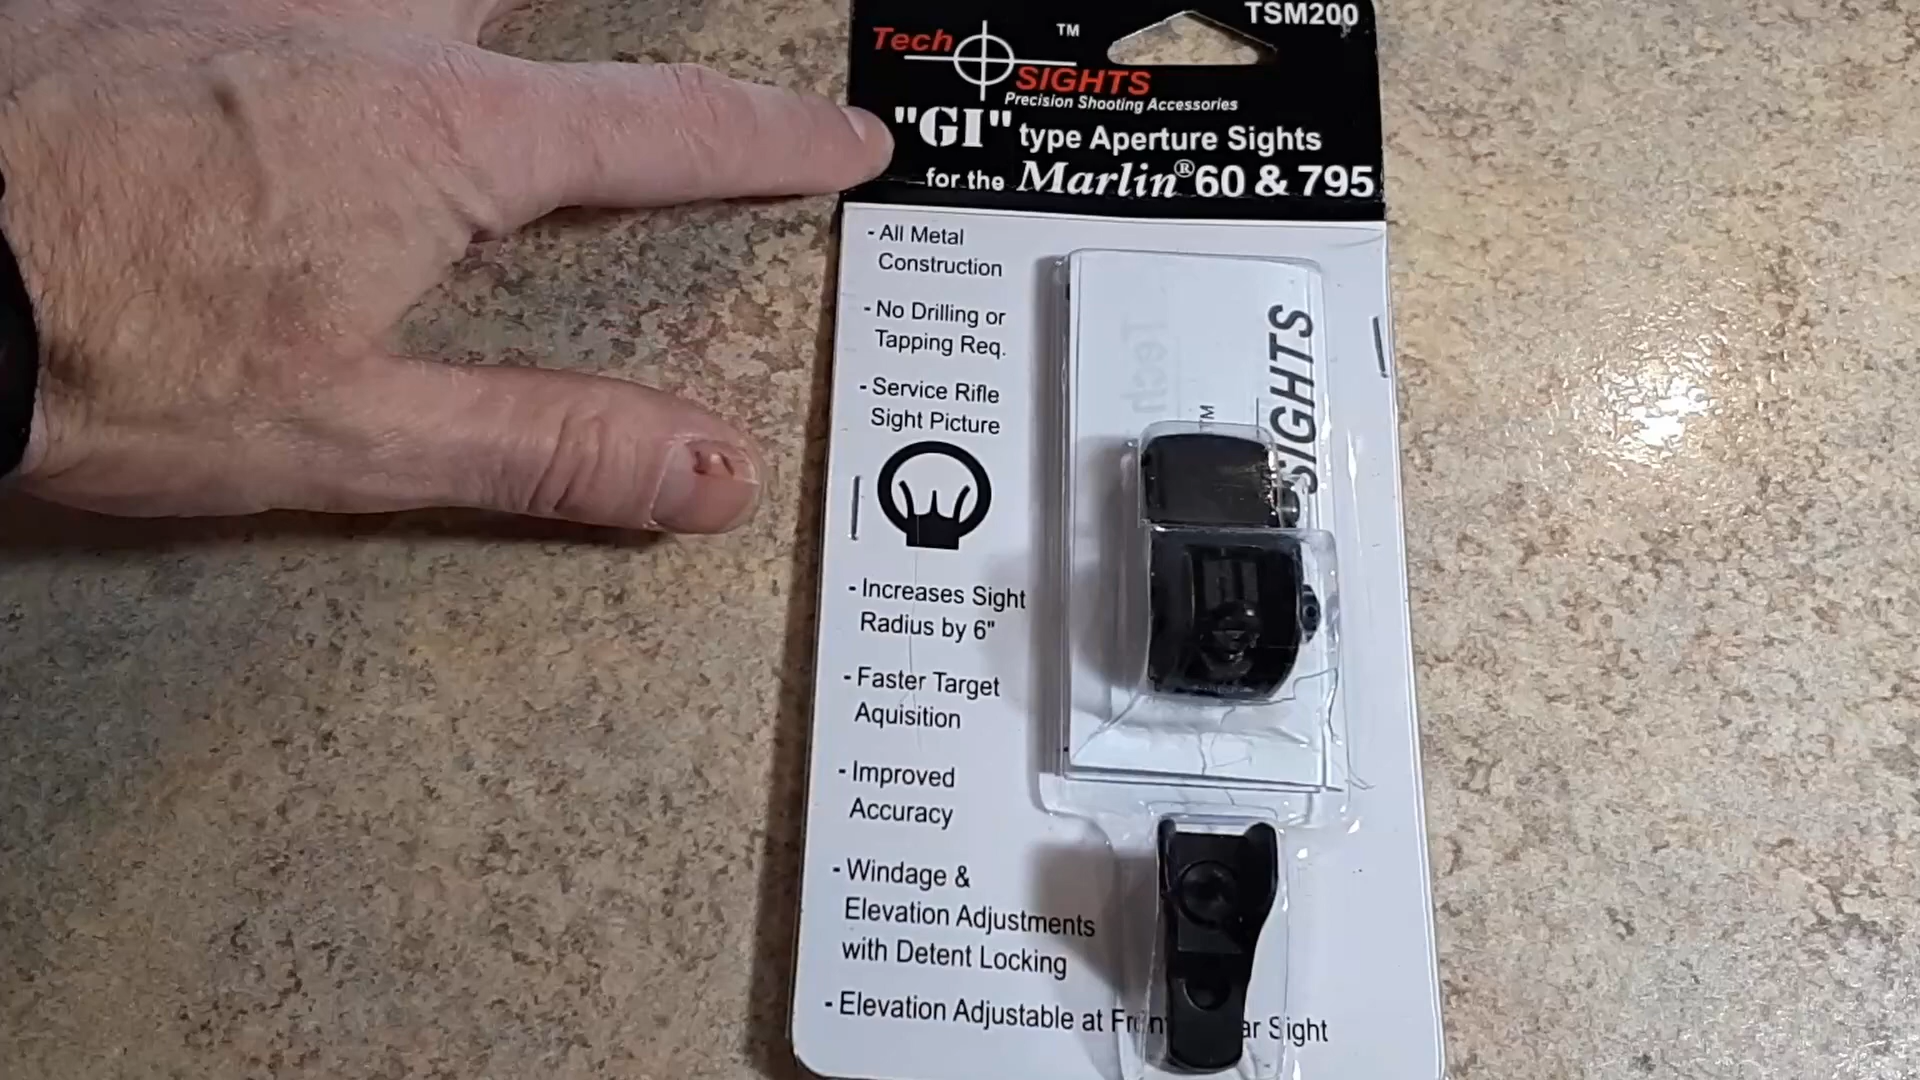 TSM200
Tech SIGHTS ™
Precision Shooting Accessories
"GI" type Aperture Sights
for the Marlin® 60 & 795
- All Metal
Construction
- No Drilling or
Tapping Req.
- Service Rifle
Sight Picture
- Increases Sight
Radius by 6"
- Faster Target
Aquisition
- Improved
Accuracy
- Windage &
Elevation Adjustments
with Detent Locking
- Elevation Adjustable at Sight
Tech
SIGHTS
TM